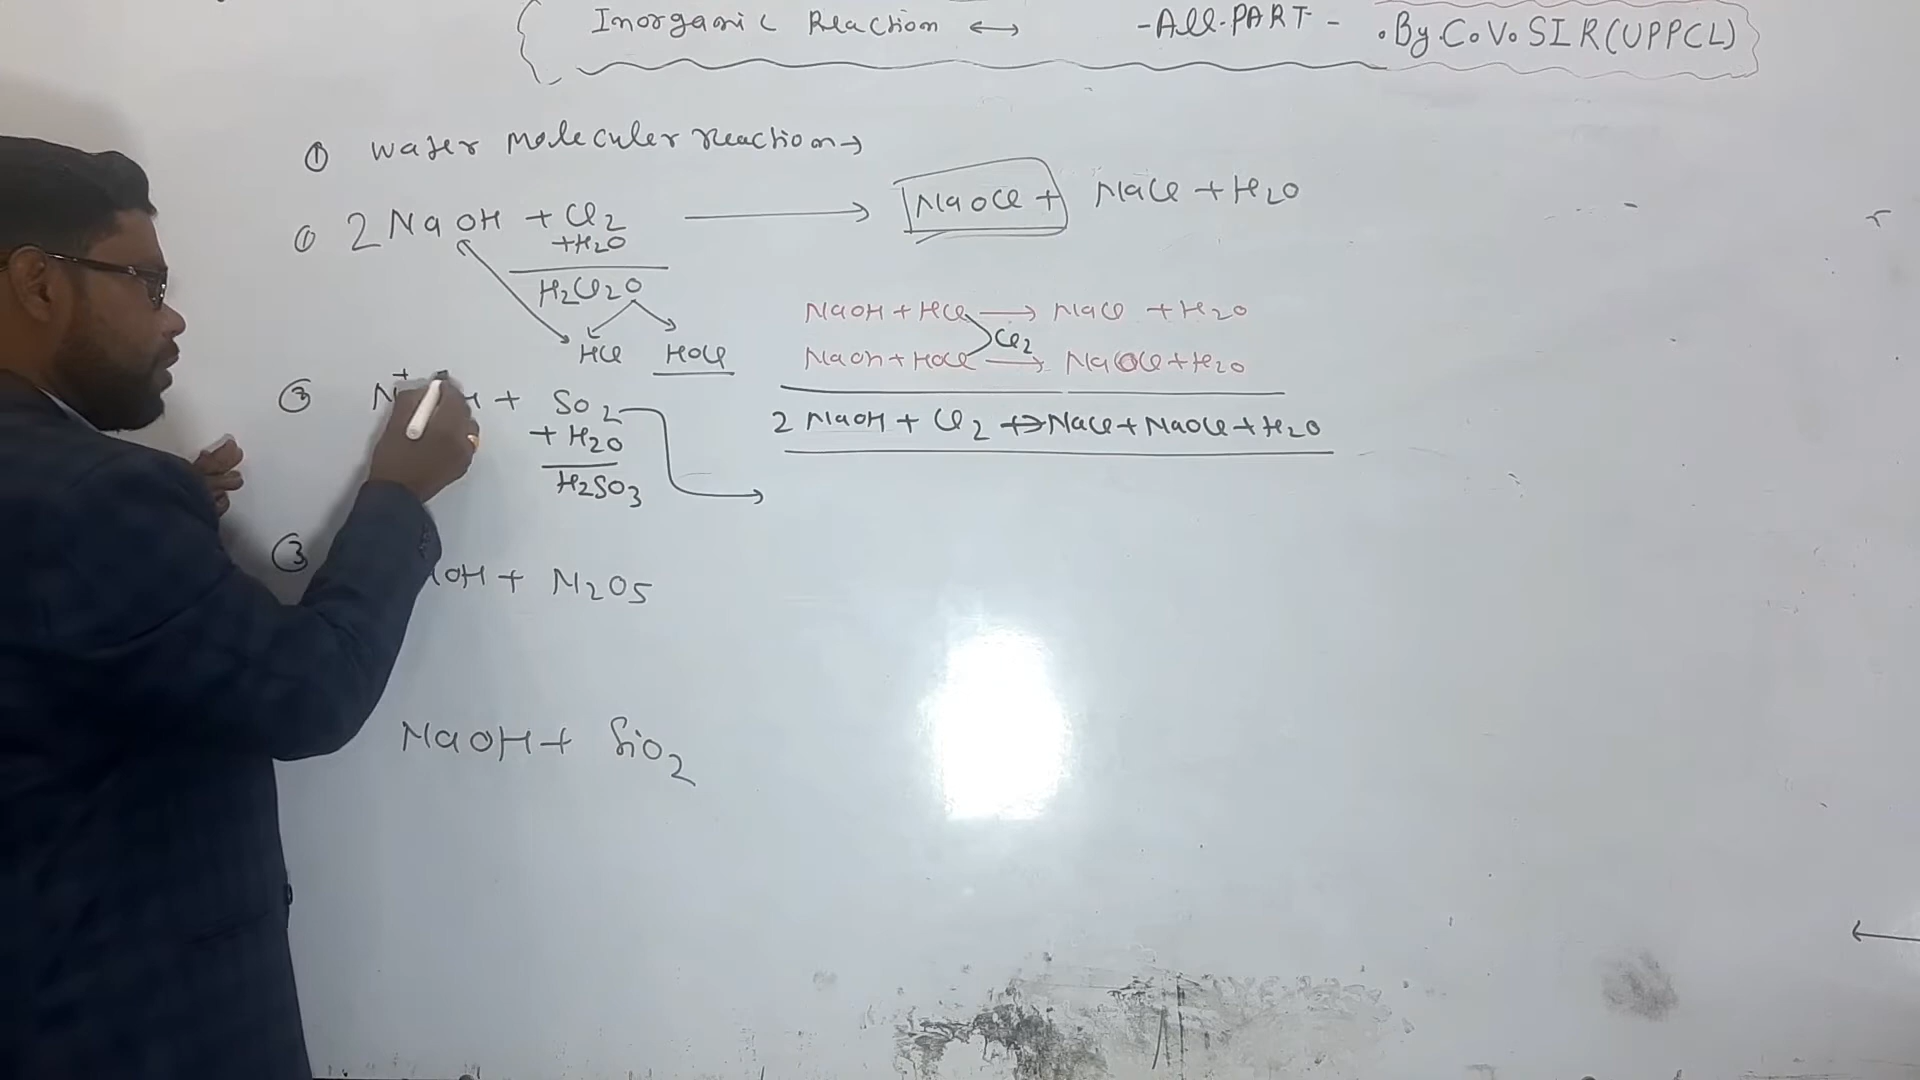 Inorganic Reaction ↔ -All.PART- .By.C.V.SIR(UPPCL)
① Water Moleculer reaction→
① 2NaOH + Cl2 → NaOCl + NaCl + H2O
+H2O
H2Cl2O
HCl HOCl
NaOH + HCl → NaCl + H2O
Cl2
NaOH + HOCl → NaOCl + H2O
2NaOH + Cl2 → NaCl + NaOCl + H2O
② + SO2
+ H2O
H2SO3
③ OH + N2O5
NaOH + SiO2